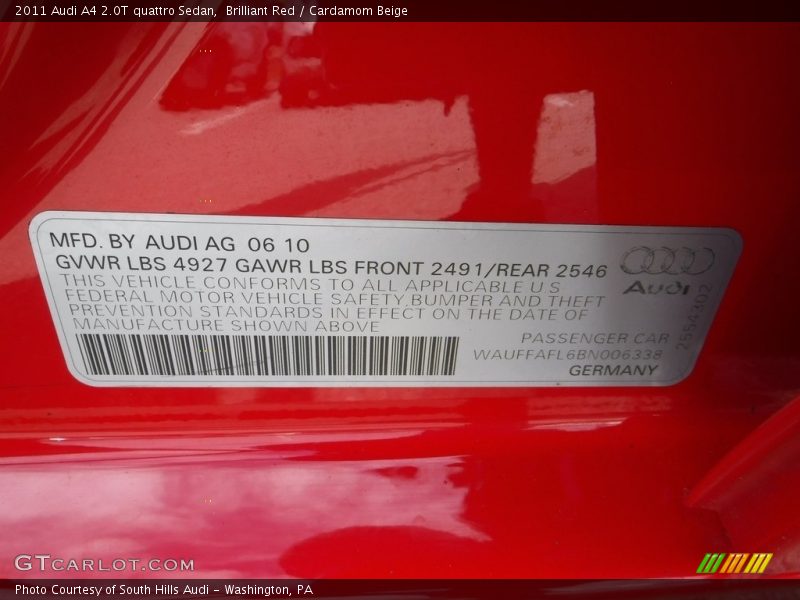 2011 Audi A4 2.0T quattro Sedan,  Brilliant Red / Cardamom Beige
MFD. BY AUDI AG 06 10
GVWR LBS 4927 GAWR LBS FRONT 2491/REAR 2546
THIS VEHICLE CONFORMS TO ALL APPLICABLE U S
FEDERAL MOTOR VEHICLE SAFETY,BUMPER AND THEFT
PREVENTION STANDARDS IN EFFECT ON THE DATE OF
MANUFACTURE SHOWN ABOVE
Audi
2554302
PASSENGER CAR
WAUFFAFL6BN006338
GERMANY
GTCARLOT.COM
Photo Courtesy of South Hills Audi - Washington, PA